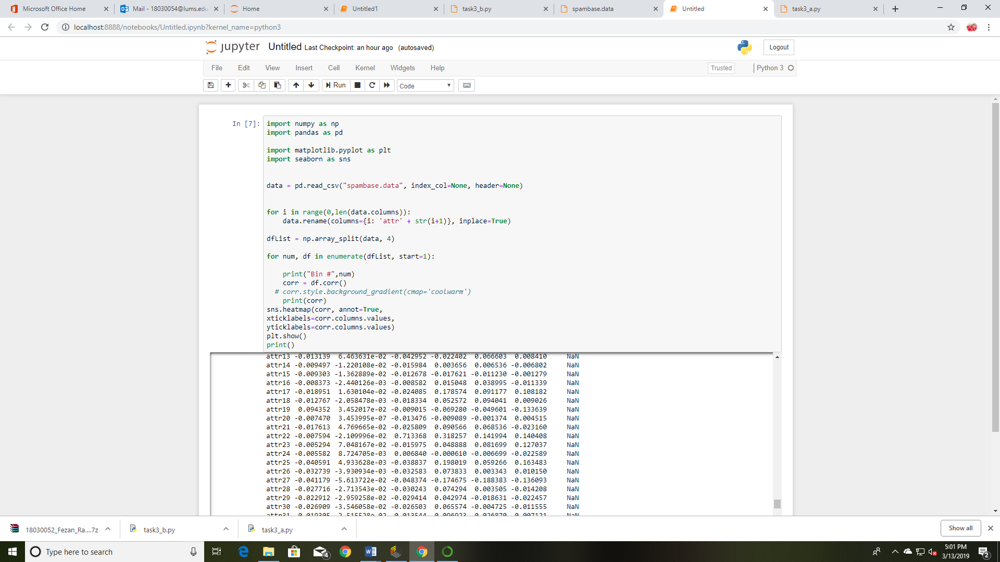 Microsoft Office Home
Mail - 18030054@lums.edu.
Home
Untitled1
task3_b.py
spambase.data
Untitled
task3_a.py
localhost:8888/notebooks/Untitled.ipynb?kernel_name=python3
jupyter Untitled Last Checkpoint: an hour ago (autosaved)
Logout
File Edit View Insert Cell Kernel Widgets Help
Trusted Python 3
Run Code
In [7]:
import numpy as np
import pandas as pd
import matplotlib.pyplot as plt
import seaborn as sns
data = pd.read_csv("spambase.data", index_col=None, header=None)
for i in range(0,len(data.columns)):
    data.rename(columns={i: 'attr' + str(i+1)}, inplace=True)
dfList = np.array_split(data, 4)
for num, df in enumerate(dfList, start=1):
    print("Bin #",num)
    corr = df.corr()
  # corr.style.background_gradient(cmap='coolwarm')
    print(corr)
sns.heatmap(corr, annot=True,
xticklabels=corr.columns.values,
yticklabels=corr.columns.values)
plt.show()
print()
attr13 -0.013139 6.463631e-02 -0.042952 -0.022402 0.066603 0.008410 NaN
attr14 -0.009497 -1.220108e-02 -0.015984 0.003656 0.006536 -0.006802 NaN
attr15 -0.009303 -1.362889e-02 -0.012678 -0.017621 -0.011230 -0.001279 NaN
attr16 -0.008373 -2.440126e-03 -0.008582 0.015048 0.038995 -0.011339 NaN
attr17 -0.018951 1.630104e-02 -0.024085 0.178574 0.091177 0.108182 NaN
attr18 -0.012767 -2.058478e-03 -0.018334 0.052572 0.094041 0.009026 NaN
attr19 0.094352 3.452017e-02 -0.009015 -0.069280 -0.049601 -0.133639 NaN
attr20 -0.007470 3.453995e-07 -0.013476 -0.009089 -0.001374 0.004515 NaN
attr21 -0.017613 4.769665e-02 -0.025809 0.090566 0.068536 -0.023160 NaN
attr22 -0.007594 -2.109996e-02 0.713368 0.318257 0.141994 0.140408 NaN
attr23 -0.005294 7.048167e-02 -0.015975 0.048888 0.081699 0.127037 NaN
attr24 -0.005582 8.724705e-03 0.006840 -0.000610 -0.006699 -0.022589 NaN
attr25 -0.040591 4.933628e-03 -0.038837 0.198019 0.059266 0.163483 NaN
attr26 -0.032739 -3.930934e-03 -0.032583 0.073833 0.003343 0.010150 NaN
attr27 -0.041179 -5.613722e-02 -0.048374 -0.174675 -0.188383 -0.136093 NaN
attr28 -0.027716 -2.713543e-02 -0.030243 0.074294 0.003505 -0.014208 NaN
attr29 -0.022912 -2.959258e-02 -0.029414 0.042974 -0.018631 -0.022457 NaN
attr30 -0.026909 -3.546058e-02 -0.026503 0.065574 -0.004725 -0.011555 NaN
18030052_Fezan_Ra....7z
task3_b.py
task3_a.py
Show all
Type here to search
4
5:01 PM
3/13/2019
2